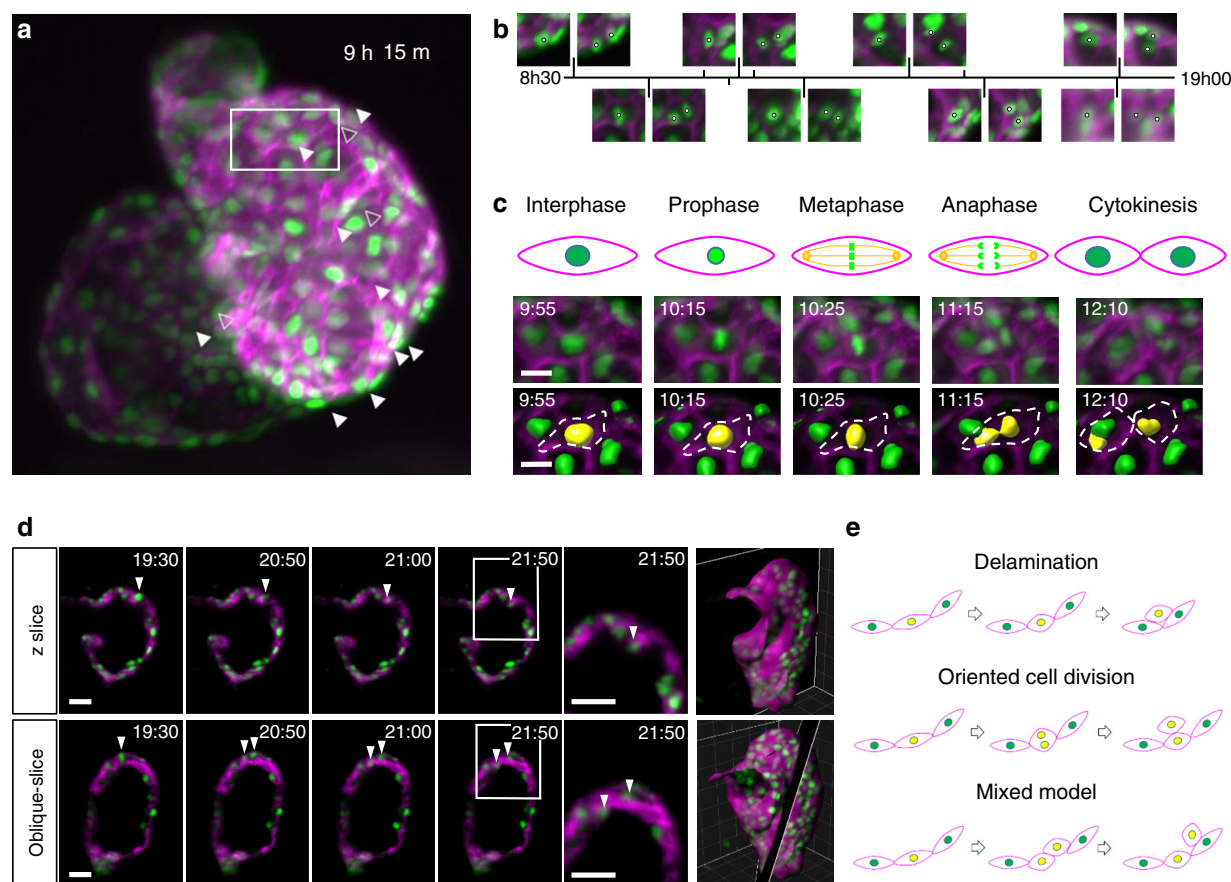 a
9 h 15 m
b
8h30
19h00
c
Interphase Prophase Metaphase Anaphase Cytokinesis
9:55 10:15 10:25 11:15 12:10
9:55 10:15 10:25 11:15 12:10
d
z slice
19:30 20:50 21:00 21:50 21:50
Oblique-slice
19:30 20:50 21:00 21:50 21:50
e
Delamination
Oriented cell division
Mixed model